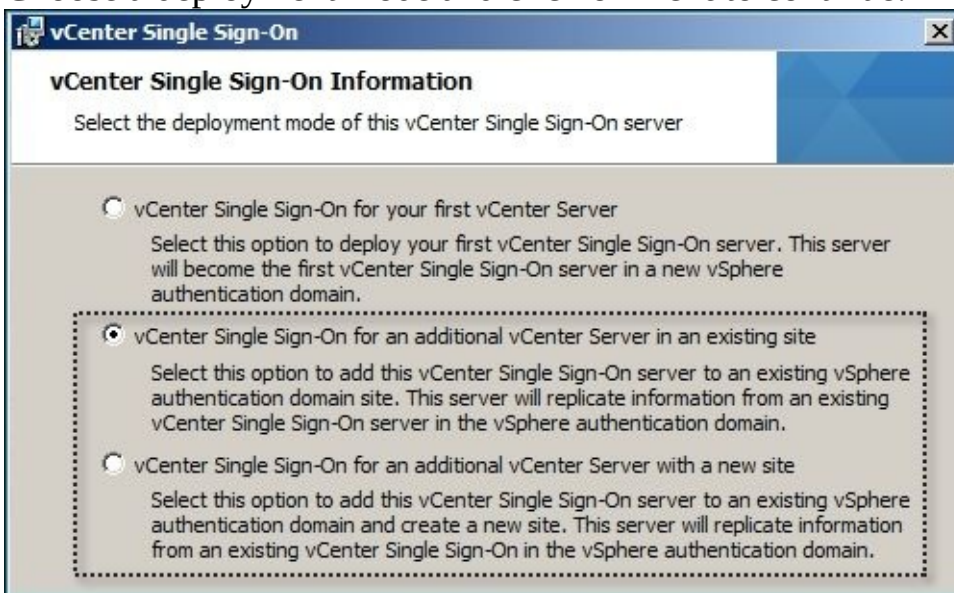 vCenter Single Sign-On
vCenter Single Sign-On Information
Select the deployment mode of this vCenter Single Sign-On server
vCenter Single Sign-On for your first vCenter Server
Select this option to deploy your first vCenter Single Sign-On server. This server
will become the first vCenter Single Sign-On server in a new vSphere
authentication domain.
vCenter Single Sign-On for an additional vCenter Server in an existing site
Select this option to add this vCenter Single Sign-On server to an existing vSphere
authentication domain site. This server will replicate information from an existing
vCenter Single Sign-On server in the vSphere authentication domain.
vCenter Single Sign-On for an additional vCenter Server with a new site
Select this option to add this vCenter Single Sign-On server to an existing vSphere
authentication domain and create a new site. This server will replicate information
from an existing vCenter Single Sign-On in the vSphere authentication domain.